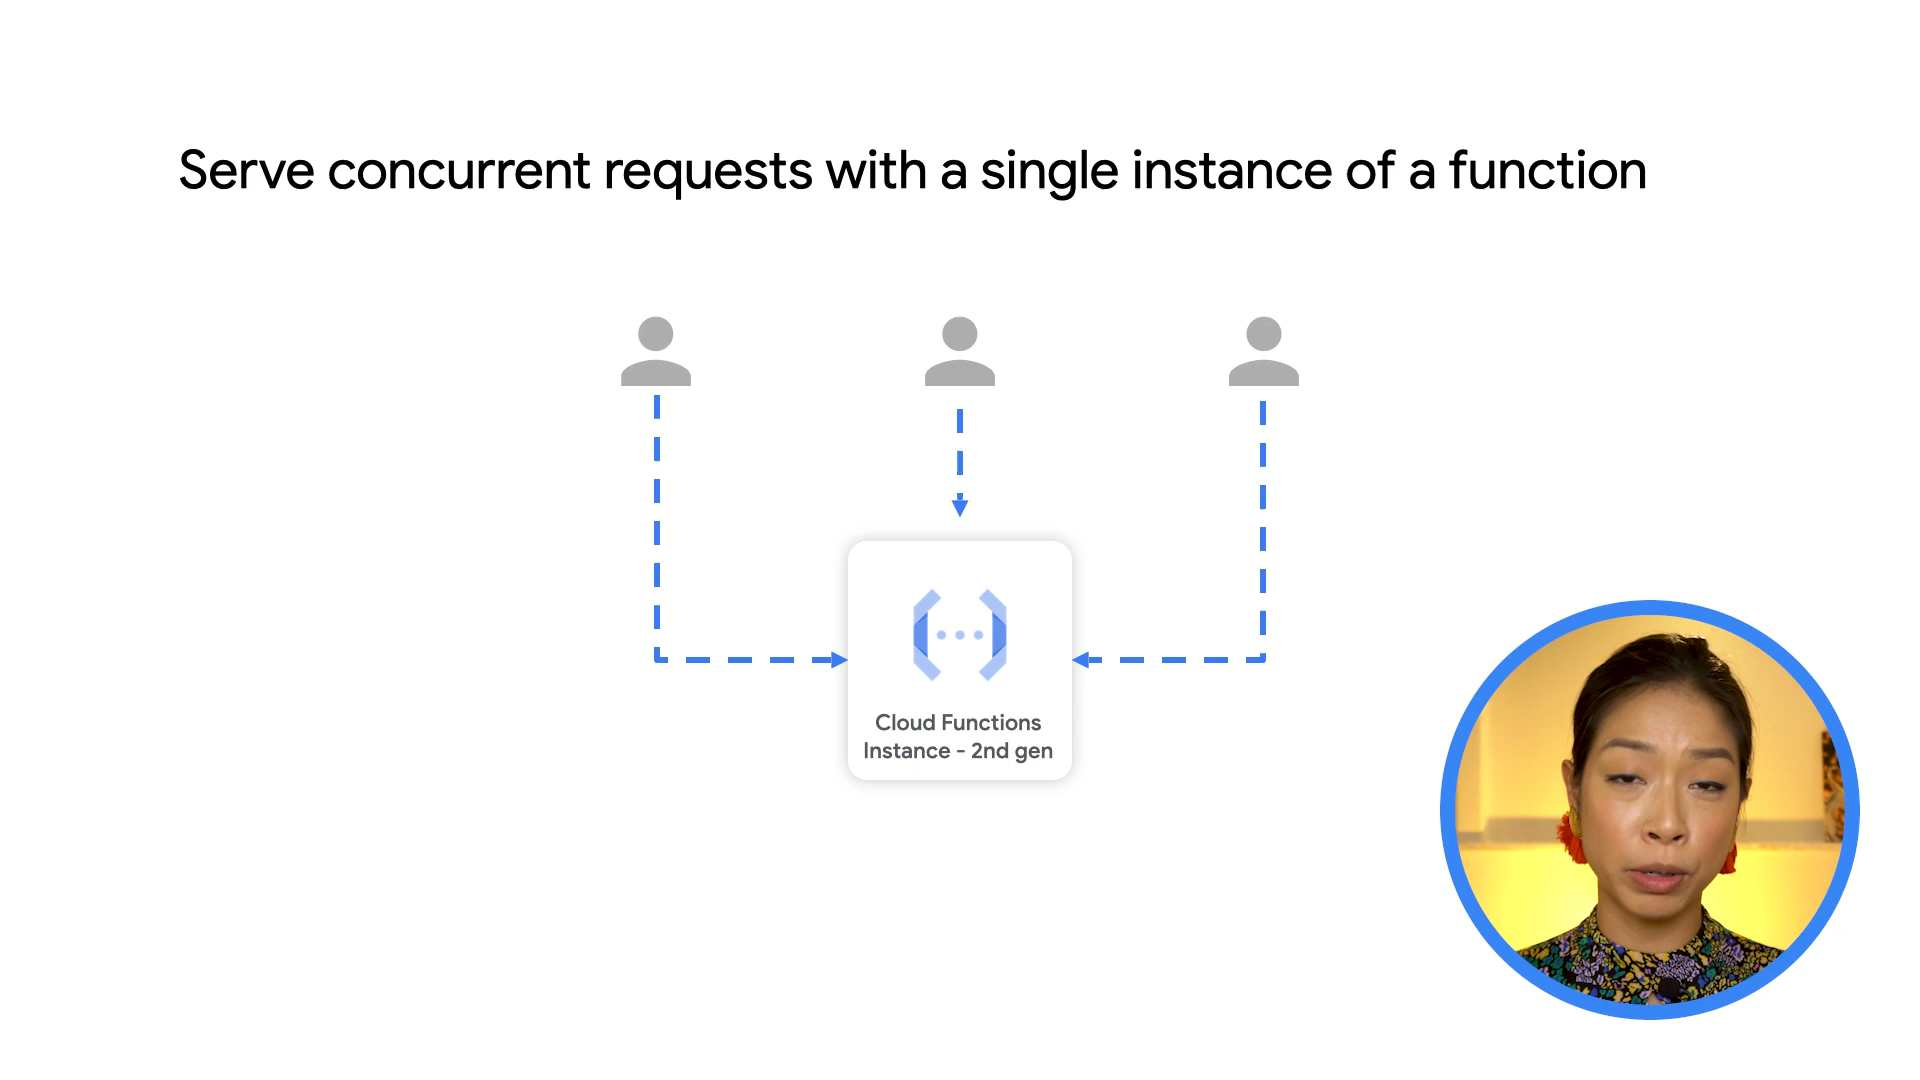 Serve concurrent requests with a single instance of a function
Cloud Functions
Instance - 2nd gen